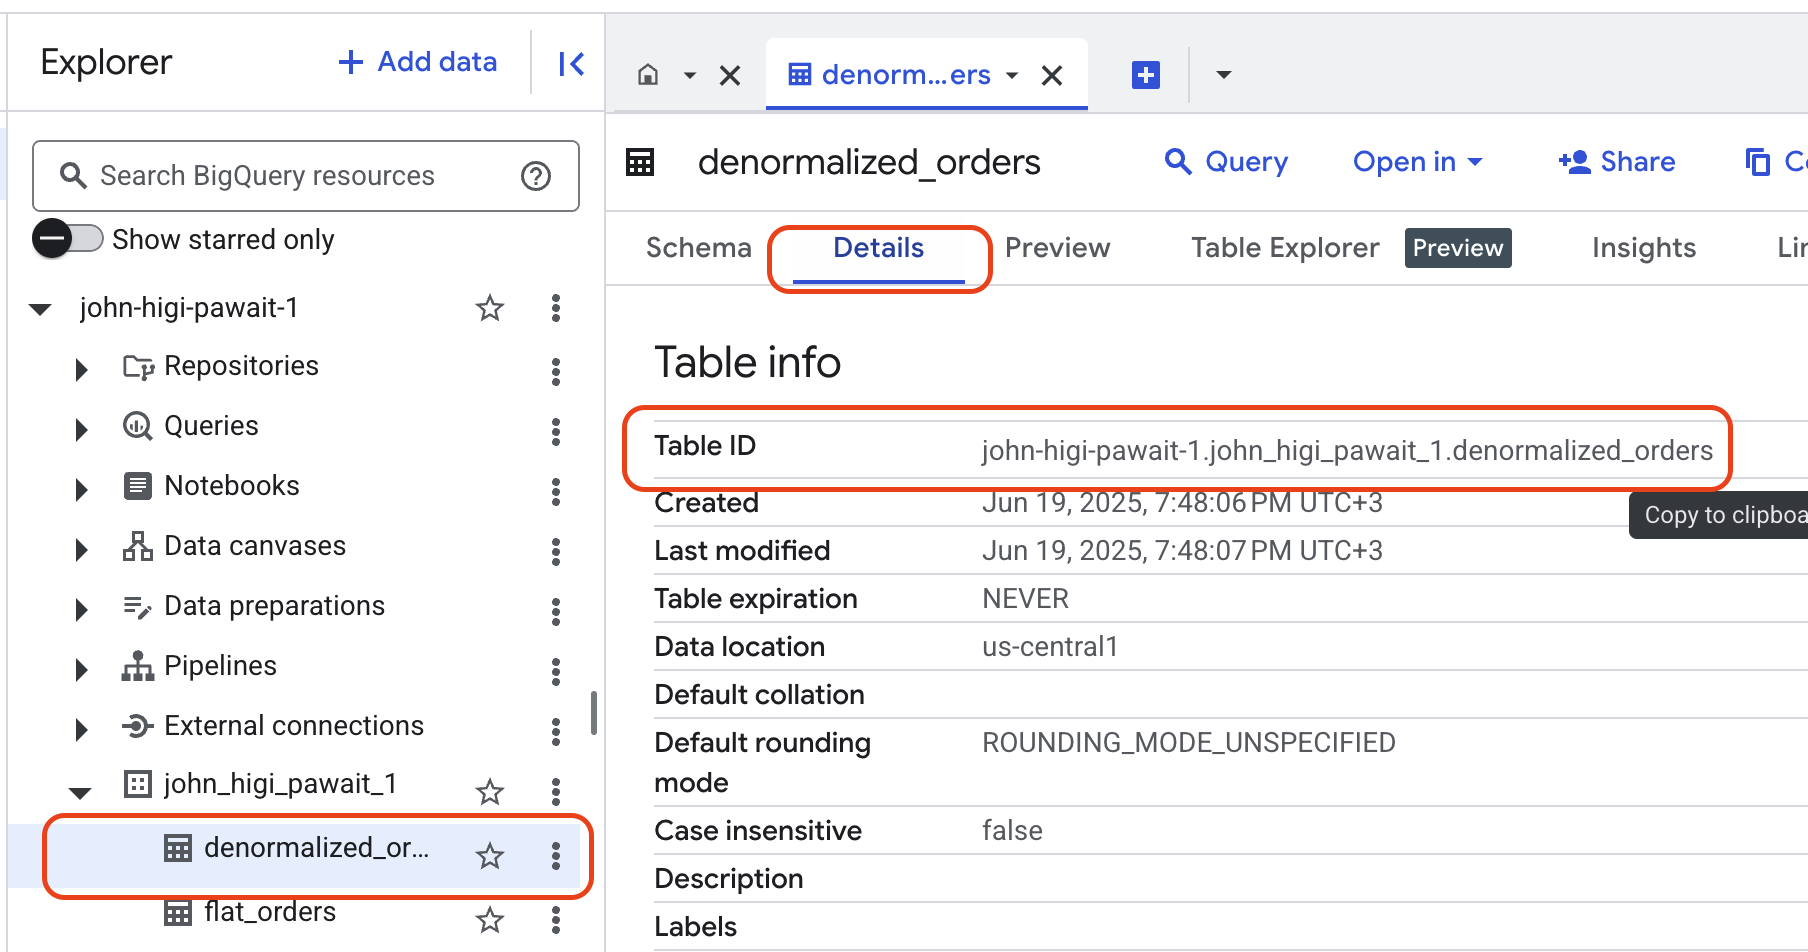 Explorer
+ Add data
denorm...ers
Search BigQuery resources
Show starred only
john-higi-pawait-1
Repositories
Queries
Notebooks
Data canvases
Data preparations
Pipelines
External connections
john_higi_pawait_1
denormalized_or...
flat_orders
denormalized_orders
Query
Open in
Share
Schema
Details
Preview
Table Explorer
Preview
Insights
Table info
Table ID john-higi-pawait-1.john_higi_pawait_1.denormalized_orders
Created Jun 19, 2025, 7:48:06 PM UTC+3
Copy to clipboa
Last modified Jun 19, 2025, 7:48:07 PM UTC+3
Table expiration NEVER
Data location us-central1
Default collation
Default rounding mode ROUNDING_MODE_UNSPECIFIED
Case insensitive false
Description
Labels